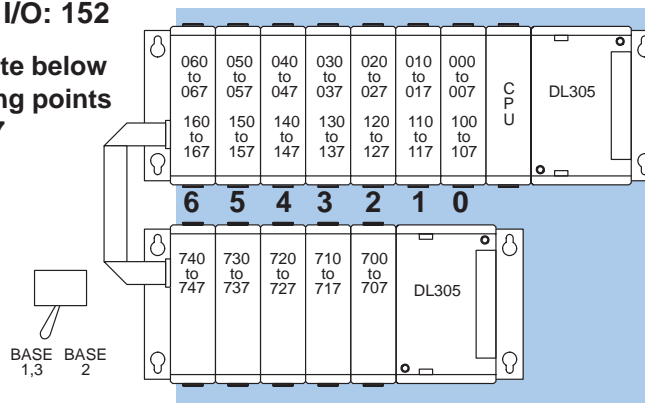 I/O: 152
te below
ng points
7
060 to 067
050 to 057
040 to 047
030 to 037
020 to 027
010 to 017
000 to 007
CPU
DL305
160 to 167
150 to 157
140 to 147
130 to 137
120 to 127
110 to 117
100 to 107
6 5 4 3 2 1 0
740 to 747
730 to 737
720 to 727
710 to 717
700 to 707
DL305
BASE 1,3
BASE 2